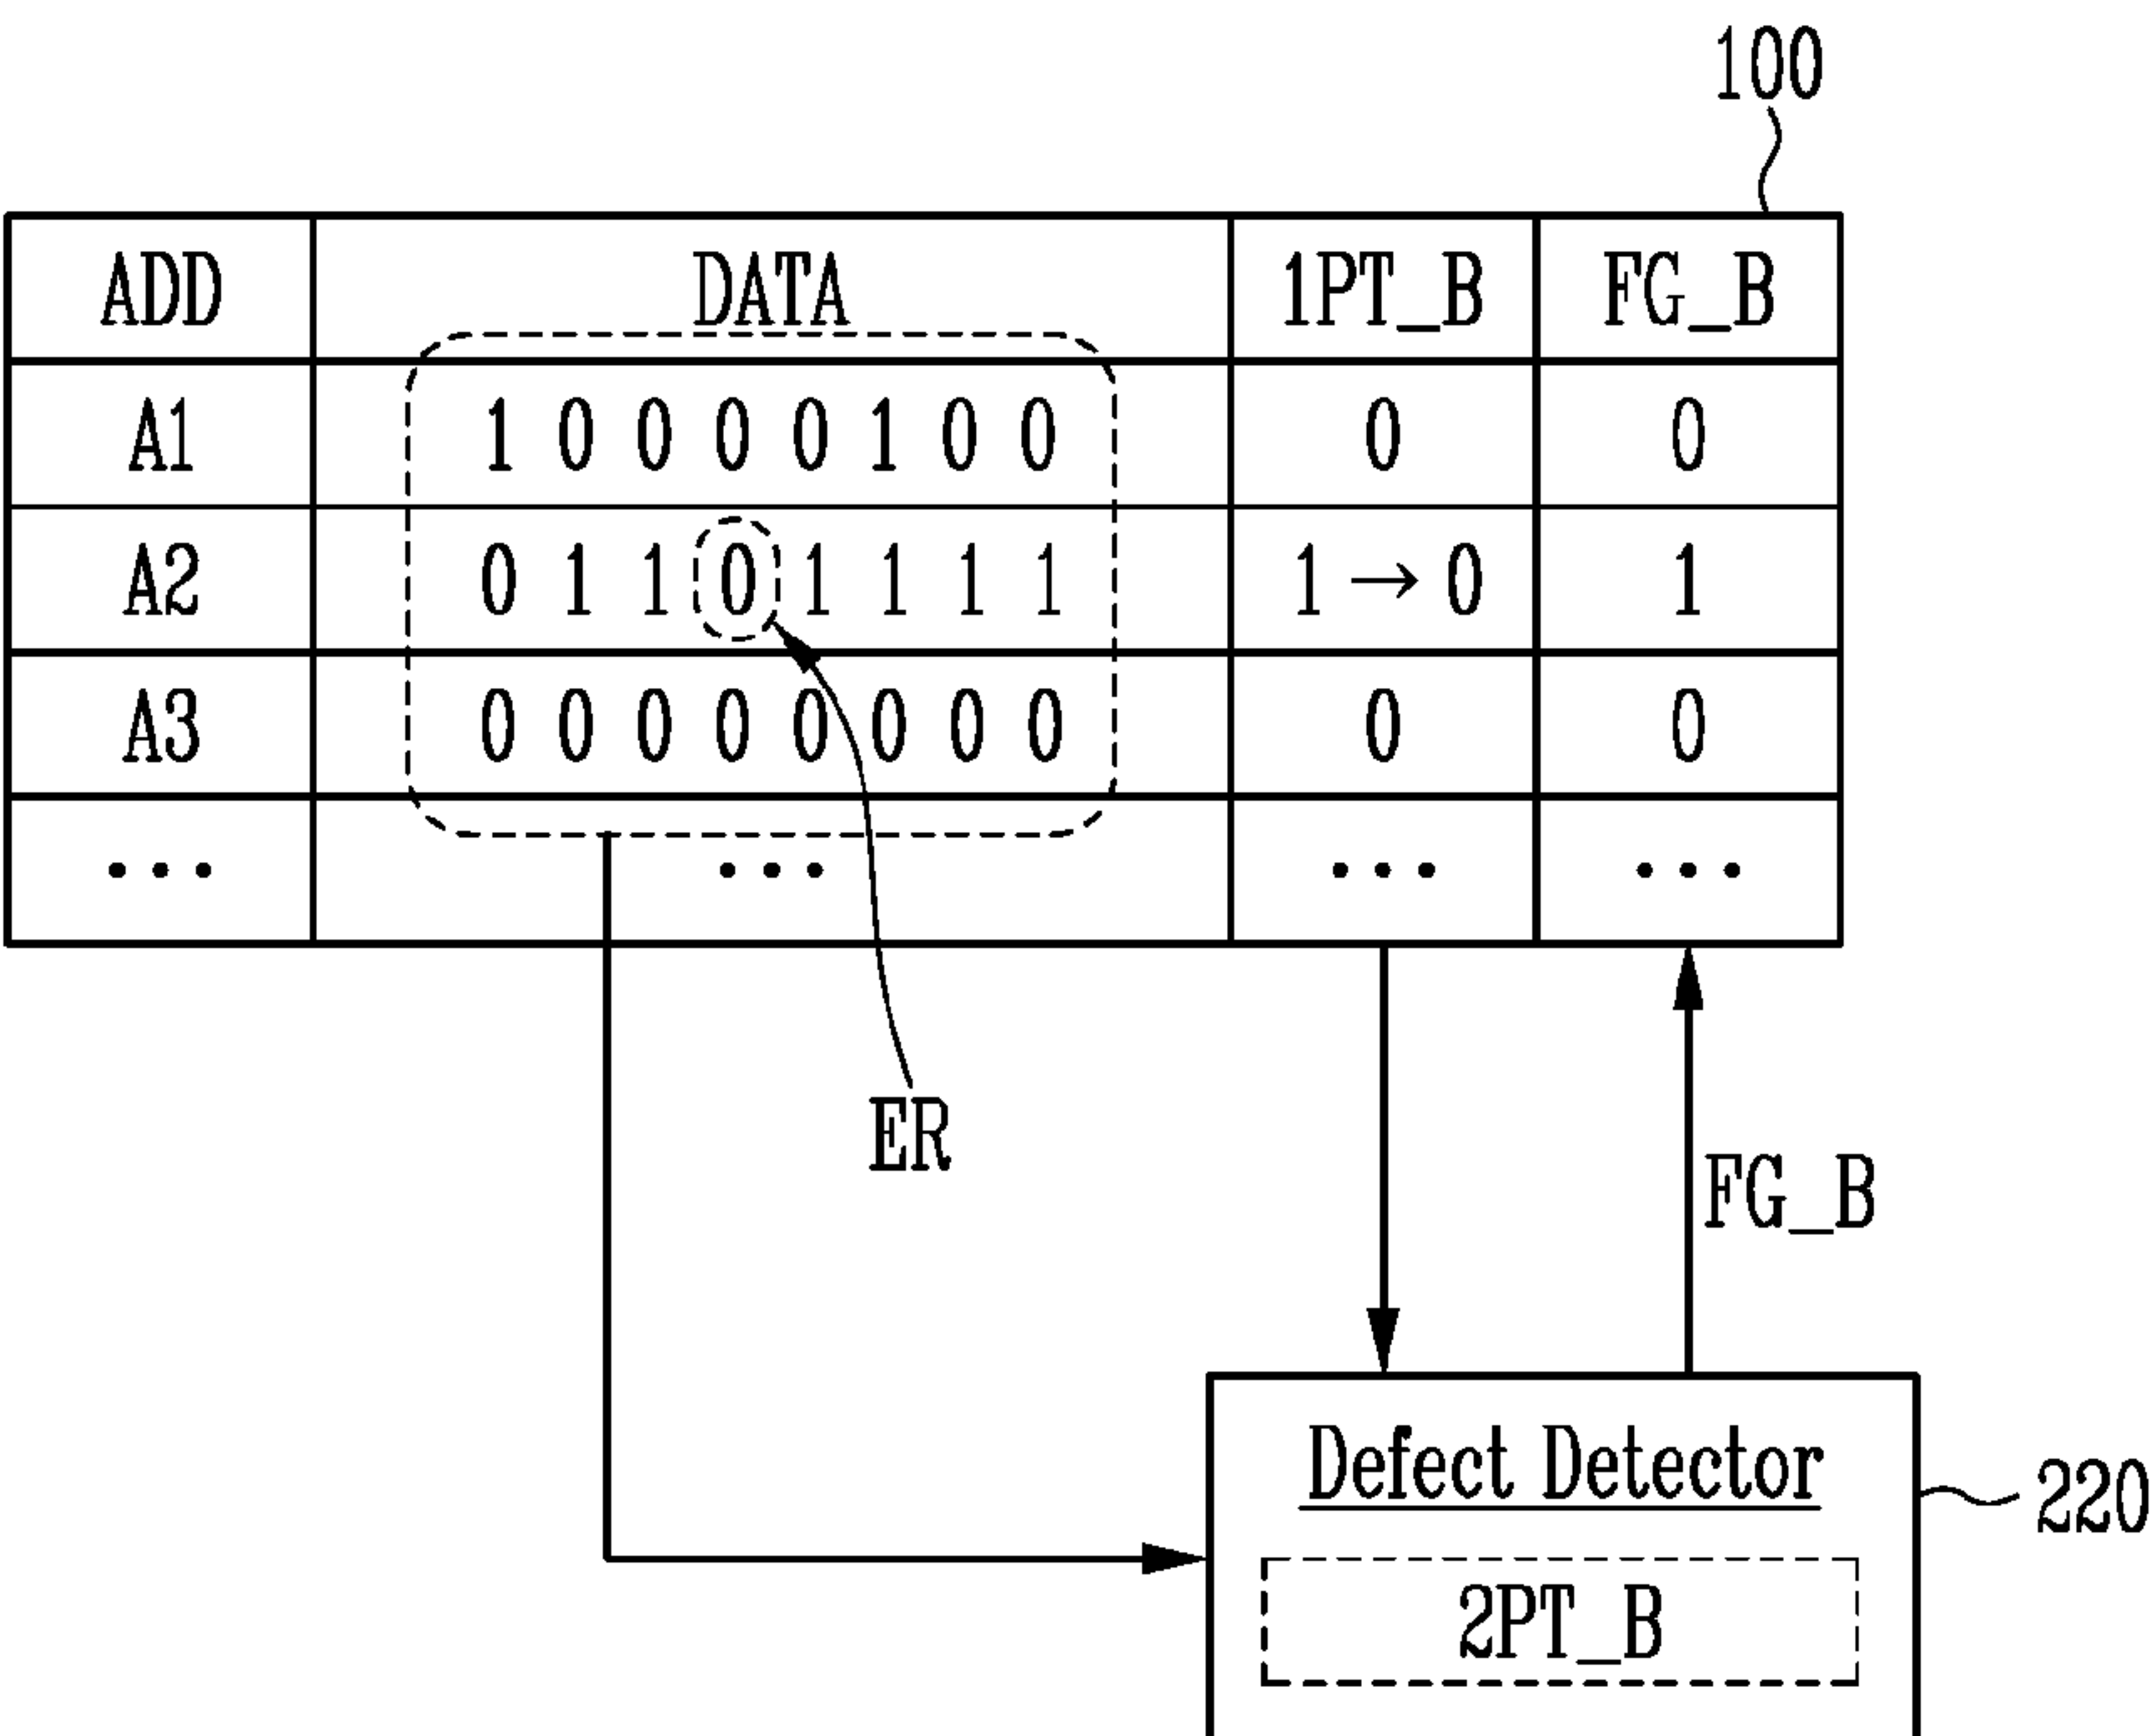 100
ADD DATA 1PT_B FG_B
A1 1 0 0 0 0 1 0 0 0 0
A2 0 1 1 0 1 1 1 1 1 → 0 1
A3 0 0 0 0 0 0 0 0 0 0
... ... ... ...
ER
FG_B
Defect Detector
220
2PT_B